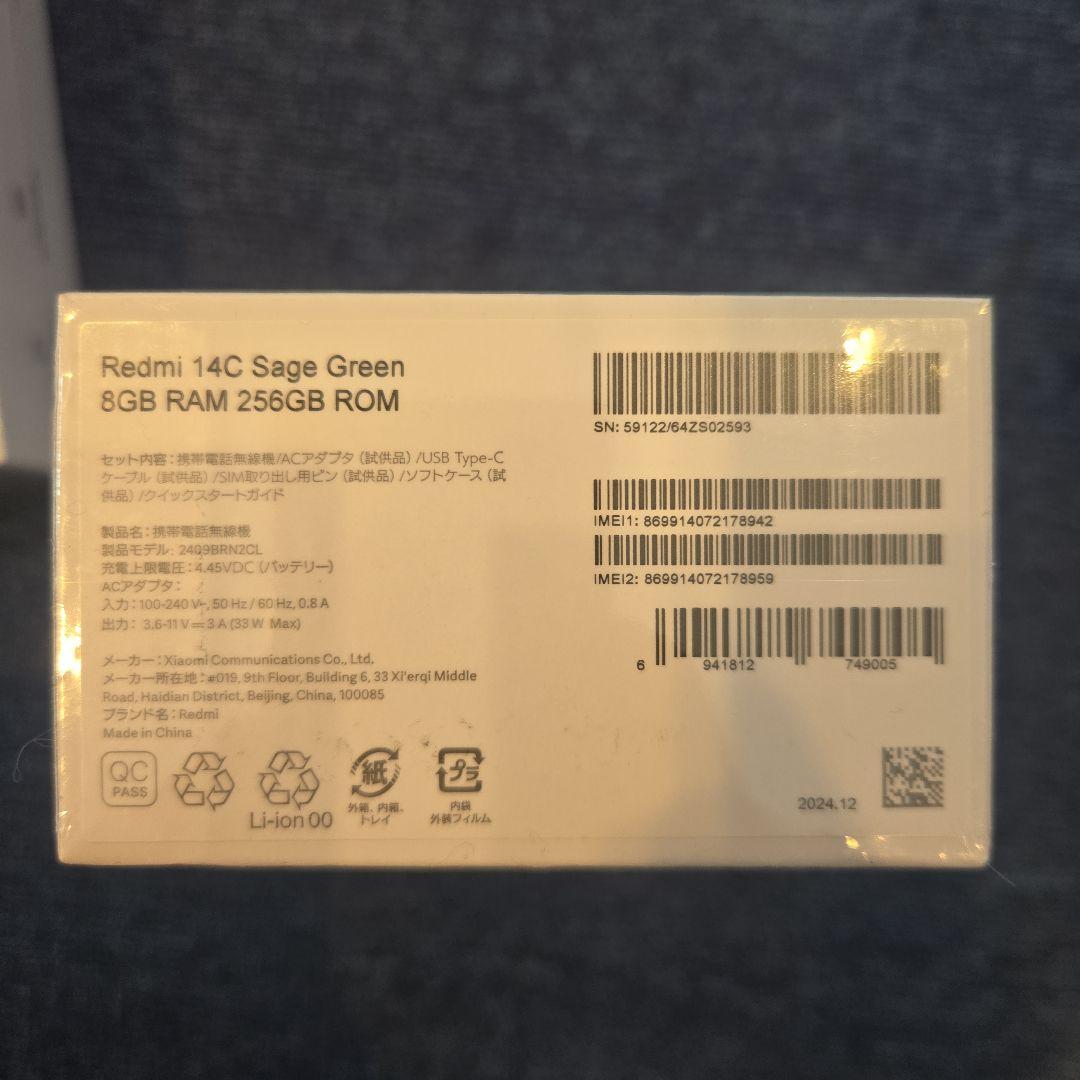 Redmi 14C Sage Green
8GB RAM 256GB ROM
セット内容：携帯電話無線機/ACアダプタ（試供品）/USB Type-C
ケーブル（試供品）/SIM取り出し用ピン（試供品）/ソフトケース（試
供品）/クイックスタートガイド
製品名：携帯電話無線機
製品モデル: 2409BRN2CL
充電上限電圧：4.45VDC（バッテリー）
ACアダプタ：
入力：100-240 V~, 50 Hz / 60 Hz, 0.8 A
出力： 3.6-11 V⎓3 A (33 W Max)
メーカー：Xiaomi Communications Co., Ltd.
メーカー所在地：#019, 9th Floor, Building 6, 33 Xi'erqi Middle
Road, Haidian District, Beijing, China, 100085
ブランド名：Redmi
Made in China
QC
PASS
Li-ion 00
紙
外箱、内箱、
トレイ
プラ
内袋
外装フィルム
SN: 59122/64ZS02593
IMEI1: 869914072178942
IMEI2: 869914072178959
6 941812 749005
2024.12